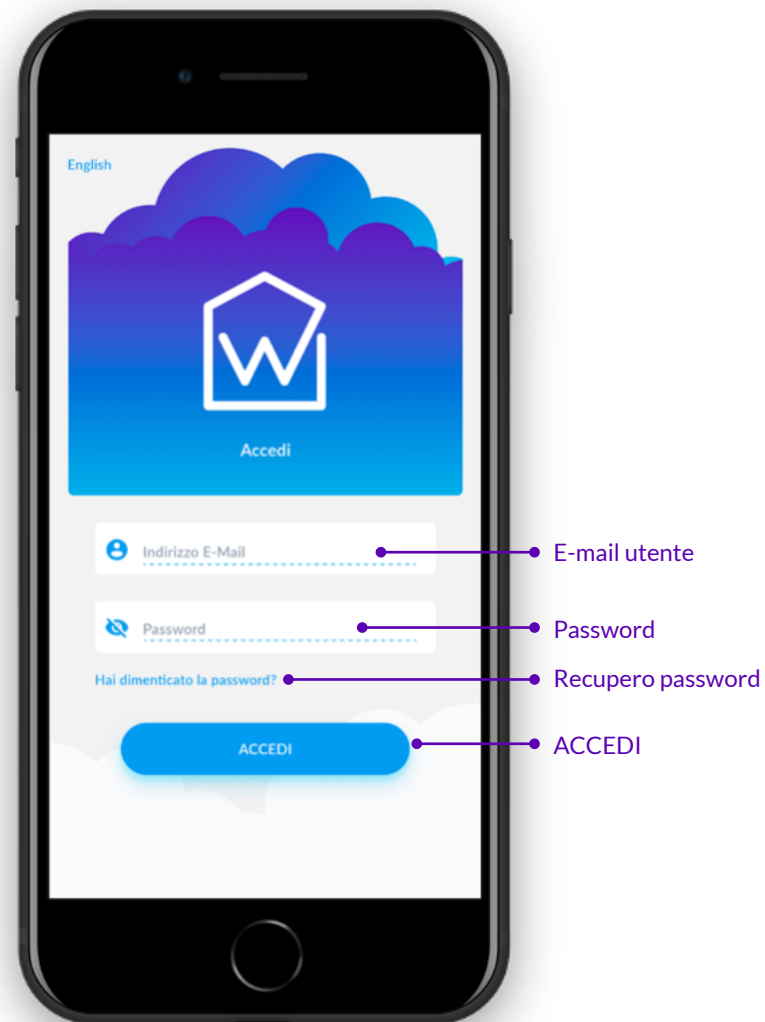 English
Accedi
Indirizzo E-Mail
E-mail utente
Password
Password
Hai dimenticato la password?
Recupero password
ACCEDI
ACCEDI